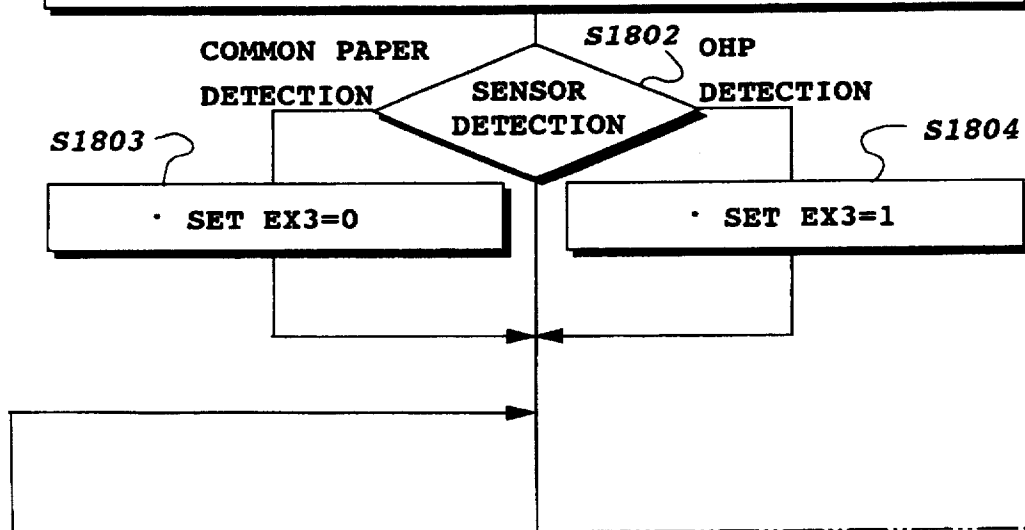 S1802
COMMON PAPER
DETECTION
OHP
DETECTION
SENSOR
DETECTION
S1803
S1804
· SET EX3=0
· SET EX3=1